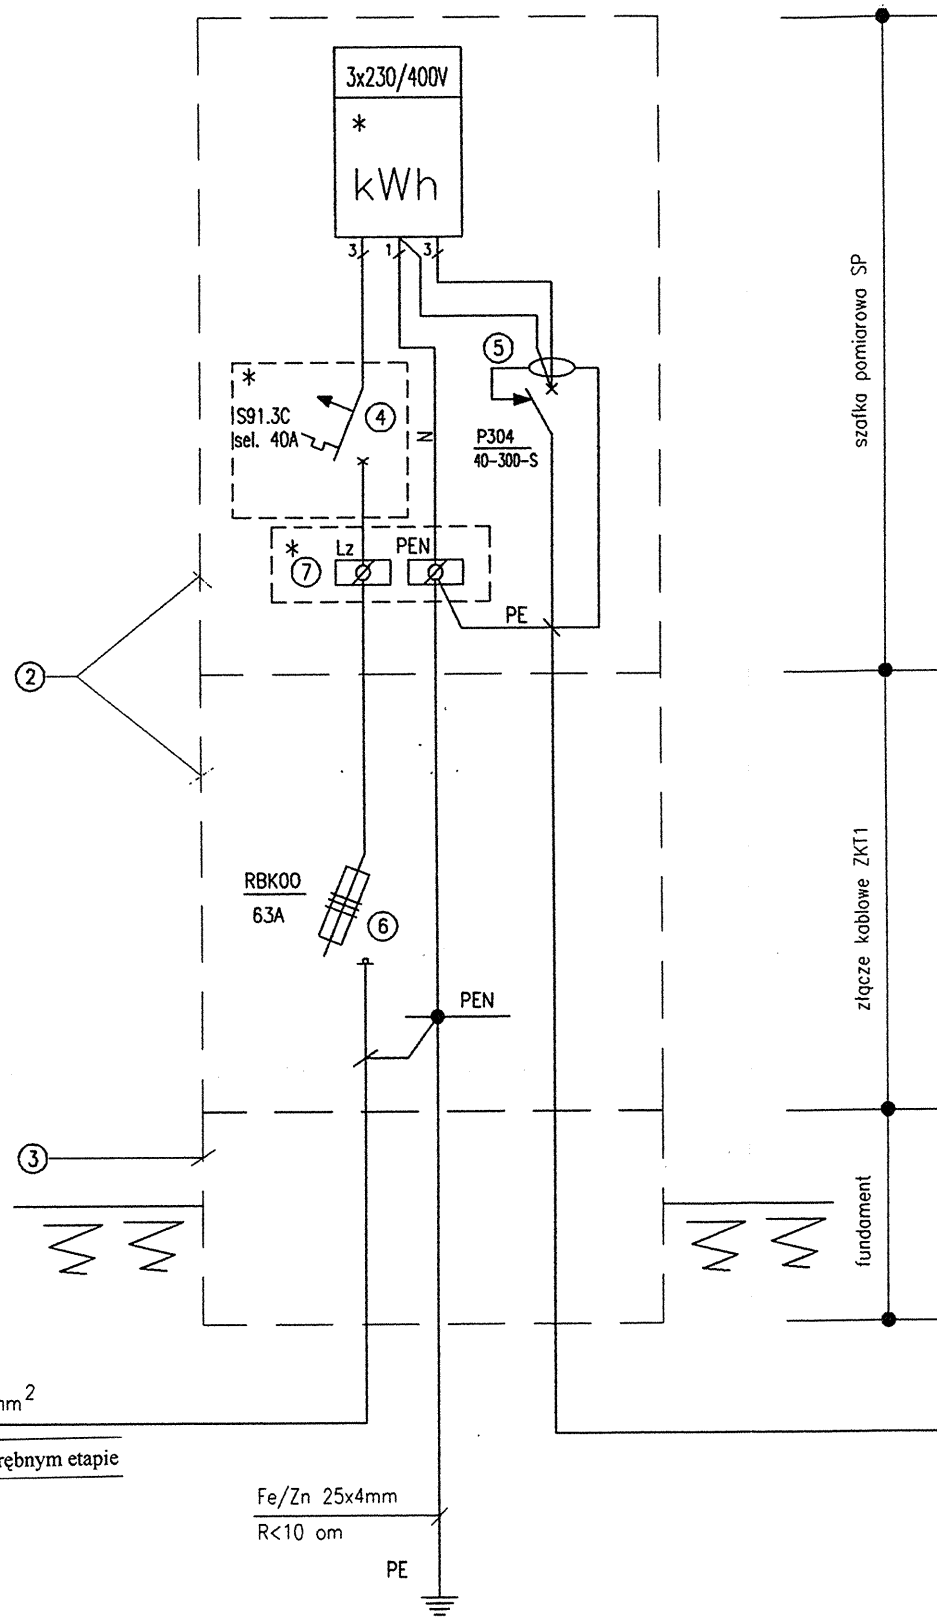 3x230/400V
*
kWh
3 1 3
5
*
S91.3C
sel. 40A
4
N
P304
40-300-S
*
7
Lz
PEN
PE
2
szafka pomiarowa SP
RBK00
63A
6
złącze kablowe ZKT1
PEN
3
fundament
mm²
rębnym etapie
Fe/Zn 25x4mm
R<10 om
PE